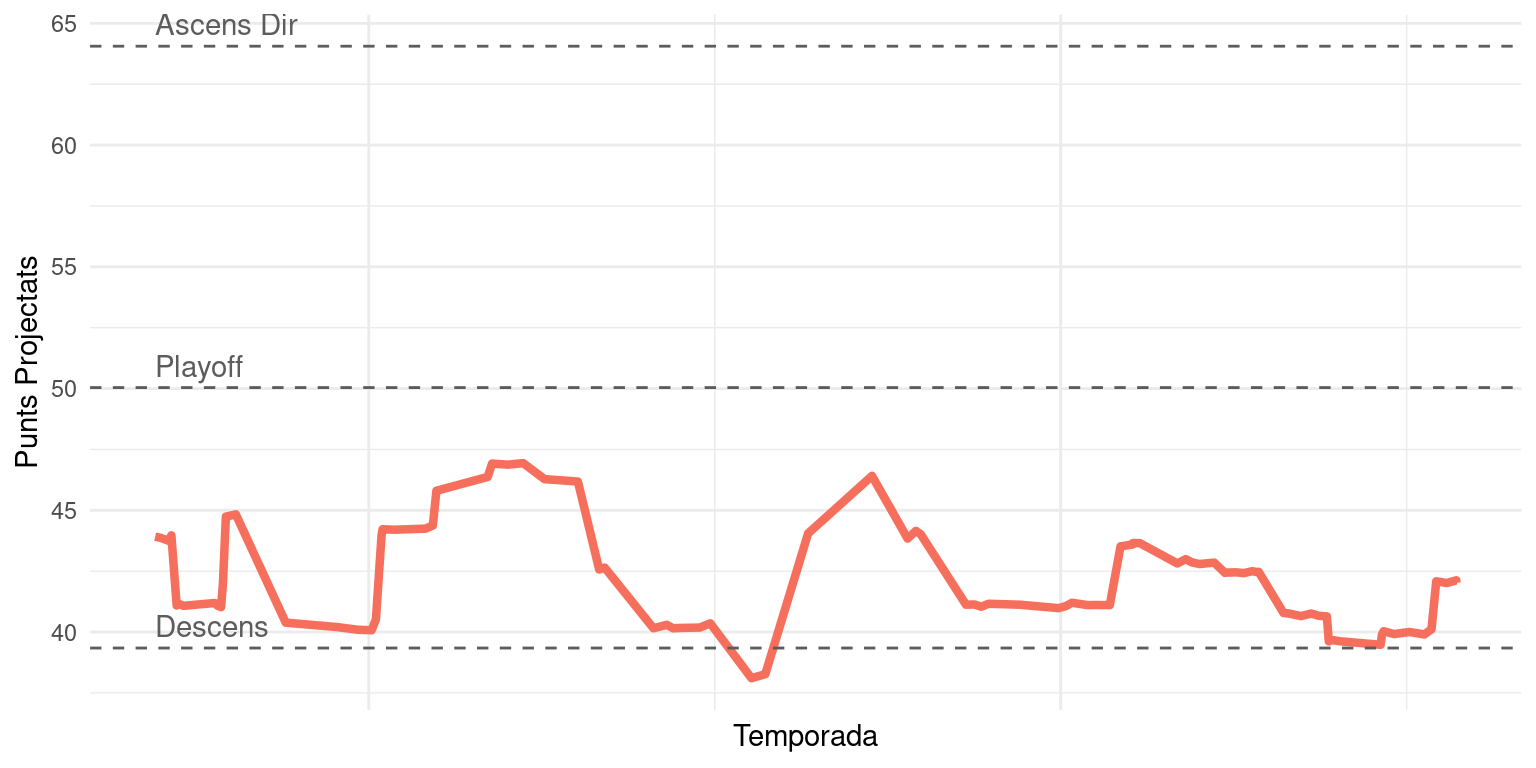 65
Ascens Dir
60
55
Playoff
50
45
Descens
40
Punts Projectats
Temporada